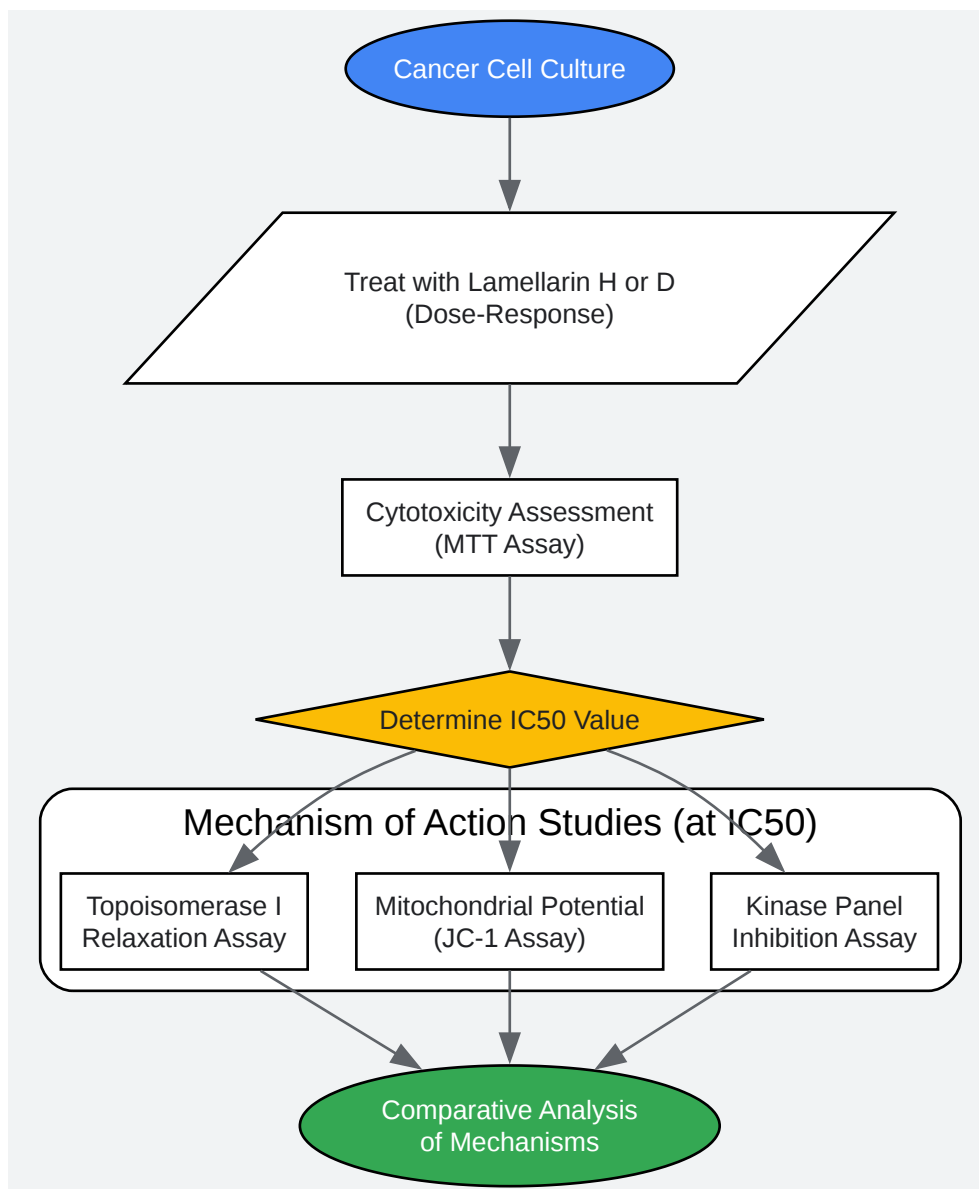 Cancer Cell Culture
Treat with Lamellarin H or D
(Dose-Response)
Cytotoxicity Assessment
(MTT Assay)
Determine IC50 Value
Mechanism of Action Studies (at IC50)
Topoisomerase I
Relaxation Assay
Mitochondrial Potential
(JC-1 Assay)
Kinase Panel
Inhibition Assay
Comparative Analysis
of Mechanisms